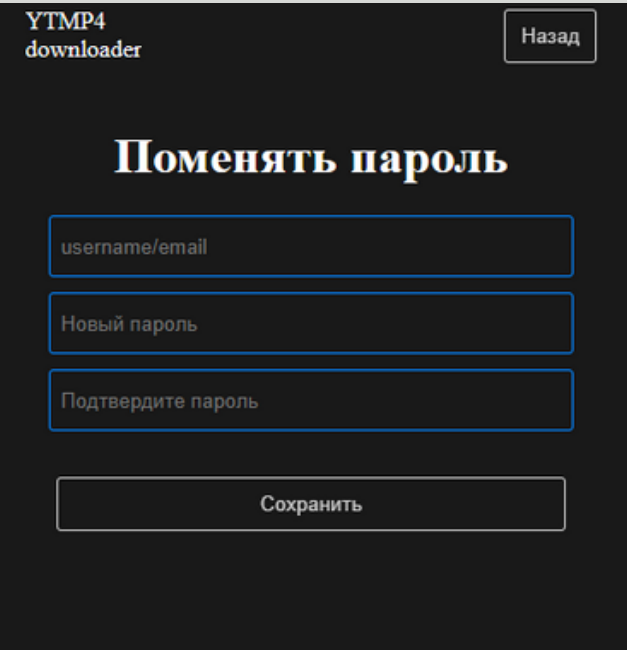 YTMP4
downloader
Назад
Поменять пароль
username/email
Новый пароль
Подтвердите пароль
Сохранить